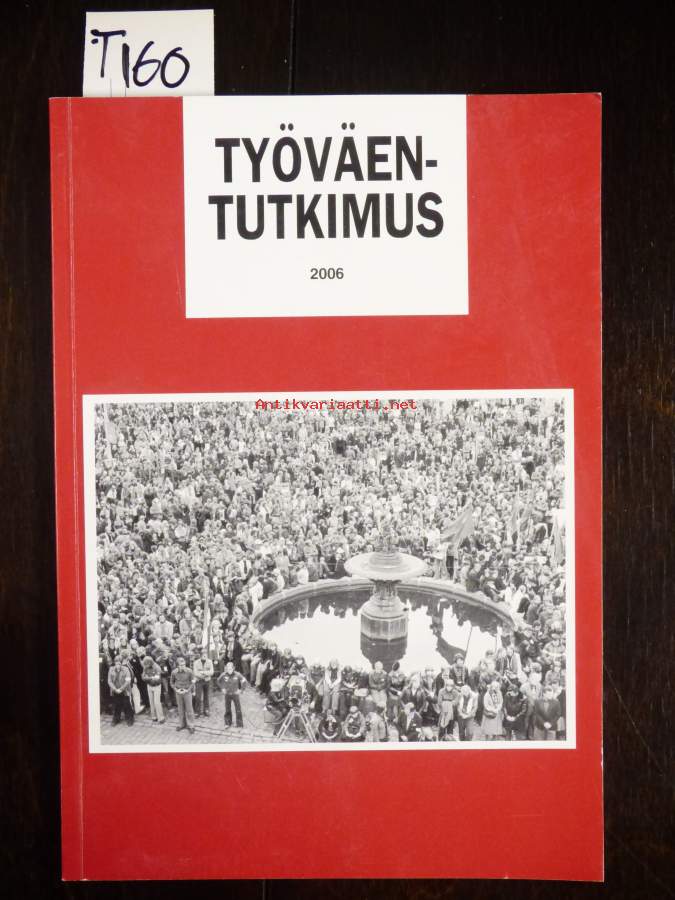 T160
TYÖVÄEN-
TUTKIMUS
2006
Antikvariaatti.net